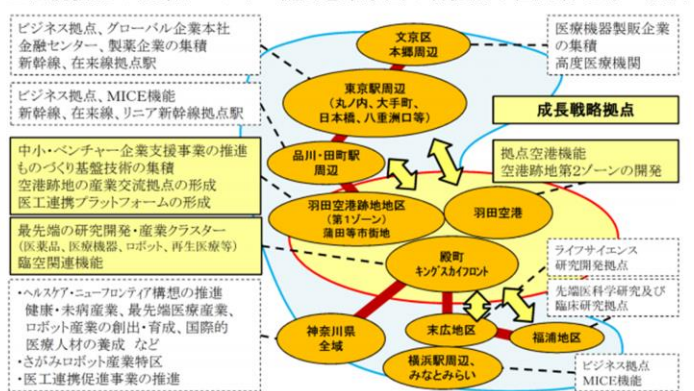 ビジネス拠点、グローバル企業本社
金融センター、製薬企業の集積
新幹線、在来線拠点駅
文京区
本郷周辺
医療機器製販企業
の集積
高度医療機関
ビジネス拠点、MICE機能
新幹線、在来線、リニア新幹線拠点駅
東京駅周辺
(丸ノ内、大手町、
日本橋、八重洲口等)
成長戦略拠点
中小・ベンチャー企業支援事業の推進
ものづくり基盤技術の集積
空港跡地の産業交流拠点の形成
医工連携プラットフォームの形成
品川・田町駅
周辺
拠点空港機能
空港跡地第2ゾーンの開発
羽田空港跡地地区
(第1ゾーン)
蒲田等市街地
羽田空港
最先端の研究開発・産業クラスター
(医薬品、医療機器、ロボット、再生医療等)
臨空関連機能
殿町
キングスカイフロント
ライフサイエンス
研究開発拠点
先端医科学研究及び
臨床研究拠点
・ヘルスケア・ニューフロンティア構想の推進
健康・未病産業、最先端医療産業、
ロボット産業の創出・育成、国際的
医療人材の養成 など
・さがみロボット産業特区
・医工連携促進事業の推進
神奈川県
全域
末広地区
福浦地区
横浜駅周辺、
みなとみらい
ビジネス拠点
MICE機能